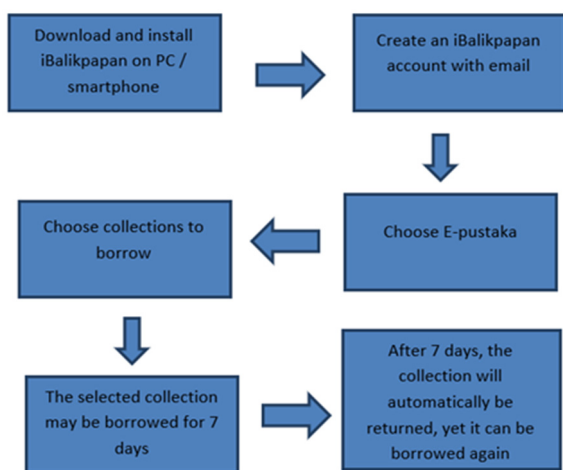 Download and install
iBalikpapan on PC /
smartphone
Create an iBalikpapan
account with email
Choose E-pustaka
Choose collections to
borrow
The selected collection
may be borrowed for 7
days
After 7 days, the
collection will
automatically be
returned, yet it can be
borrowed again